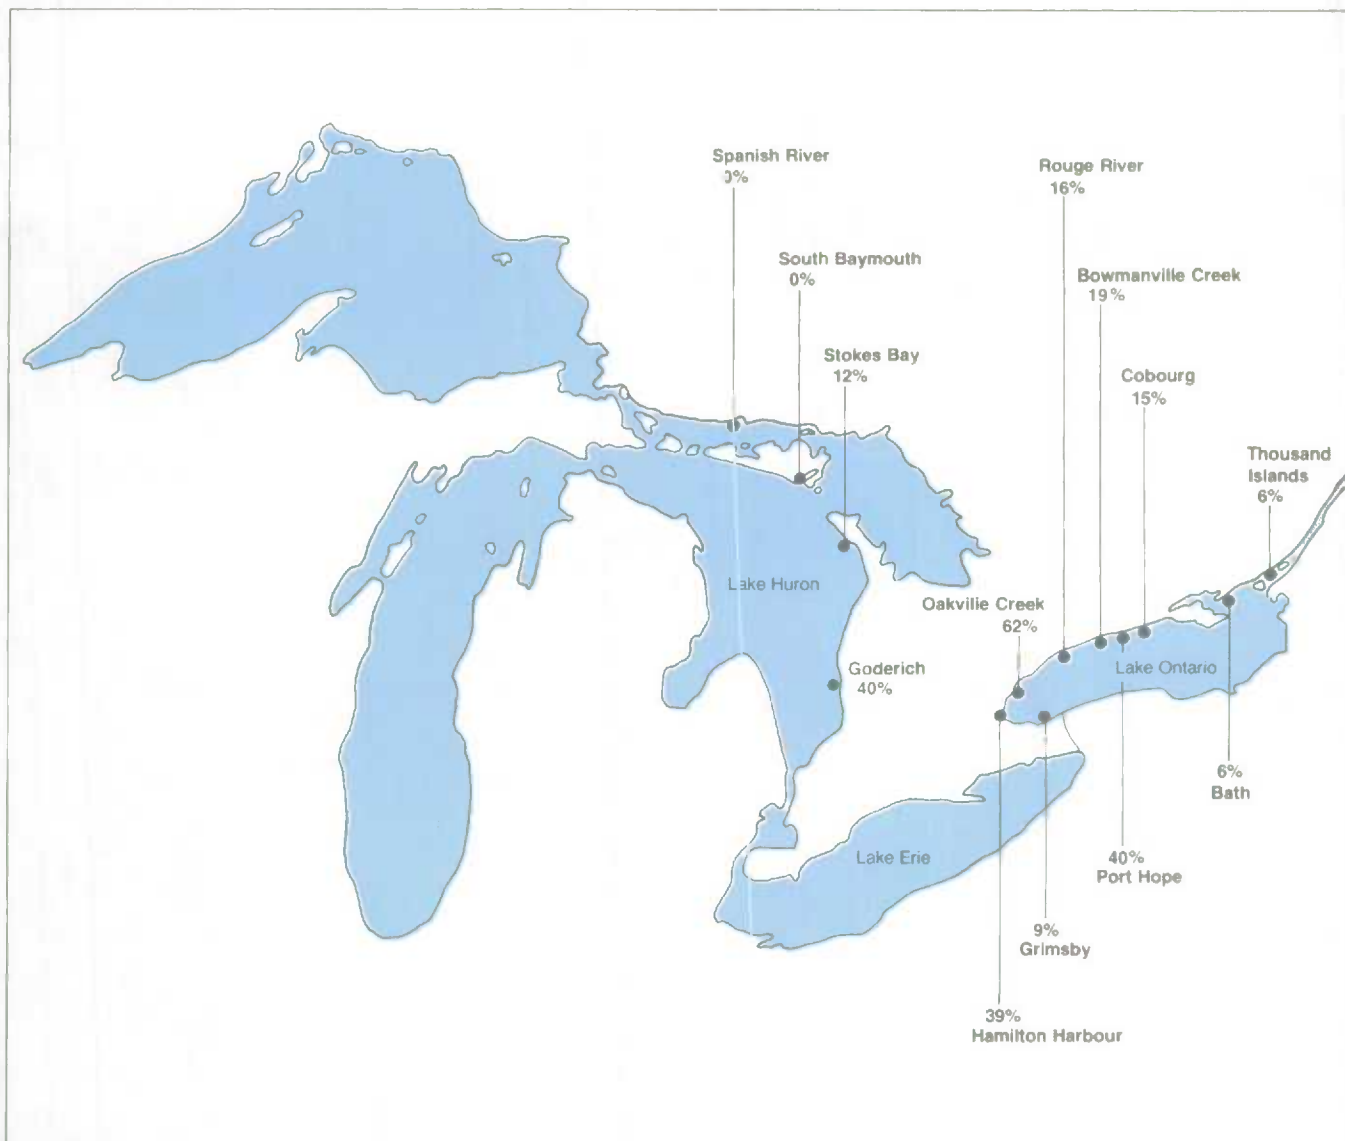 Spanish River
0%
Rouge River
16%
South Baymouth
0%
Bowmanville Creek
19%
Stokes Bay
12%
Cobourg
15%
Thousand
Islands
6%
Lake Huron
Oakville Creek
62%
Goderich
40%
Lake Ontario
6%
Bath
Lake Erie
40%
Port Hope
9%
Grimsby
39%
Hamilton Harbour